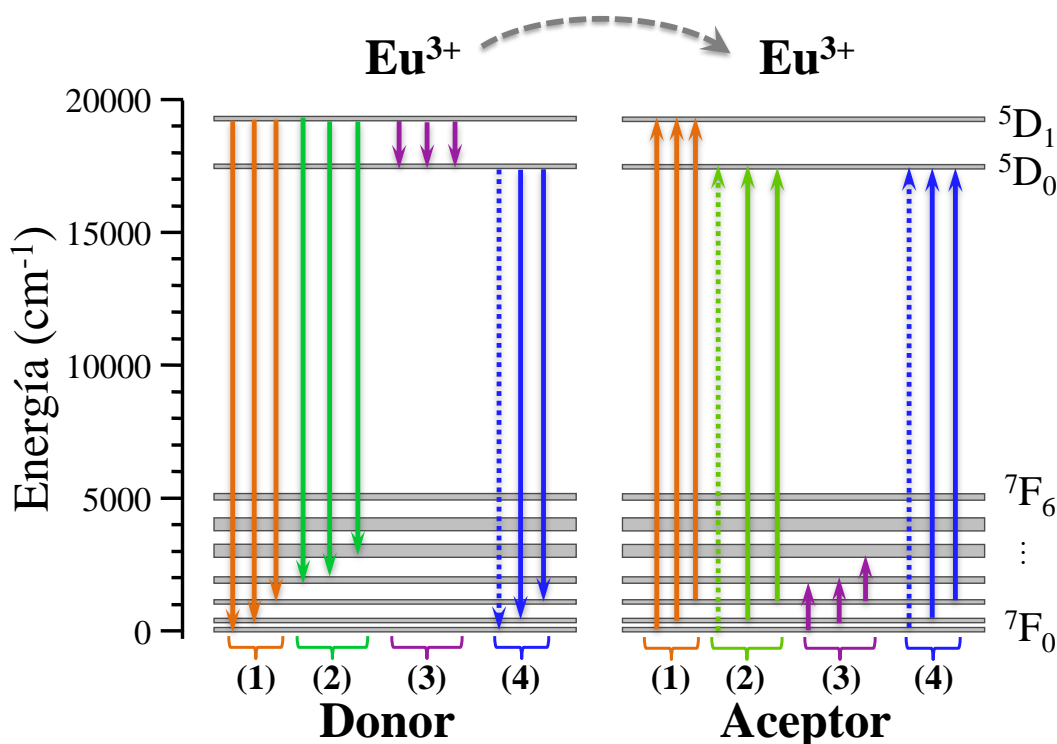 Eu³⁺ Eu³⁺
20000
⁵D₁
⁵D₀
15000
10000
Energía (cm⁻¹)
5000
⁷F₆
⋮
0
⁷F₀
(1) (2) (3) (4) (1) (2) (3) (4)
Donor Aceptor